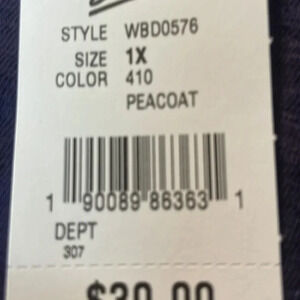 STYLE WBD0576
SIZE 1X
COLOR 410
PEACOAT
1 90089 86363 1
DEPT
307